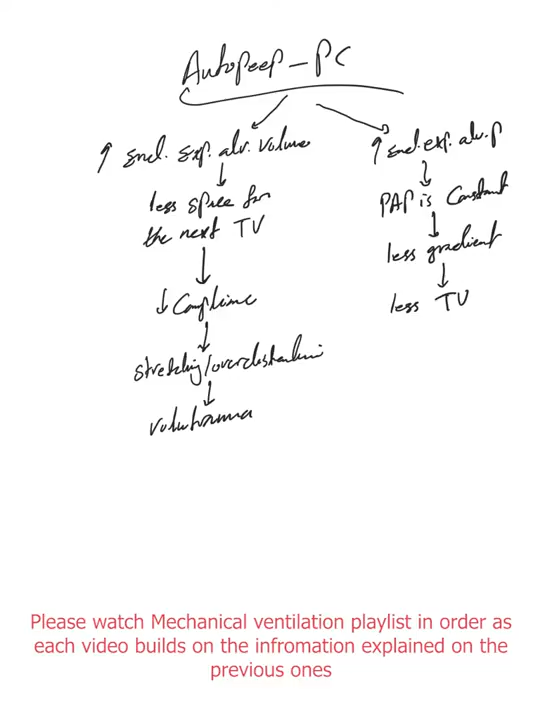 Autopeep - PC
↑ end. exp. alv. volume
↓
less space for
the next TV
↓
↓ Compliance
↓
stretching/overdistention
↓
volutrauma
↑ end. exp. alv. P
↓
PAP is Constant
↓
less gradient
↓
less TV
Please watch Mechanical ventilation playlist in order as
each video builds on the infromation explained on the
previous ones